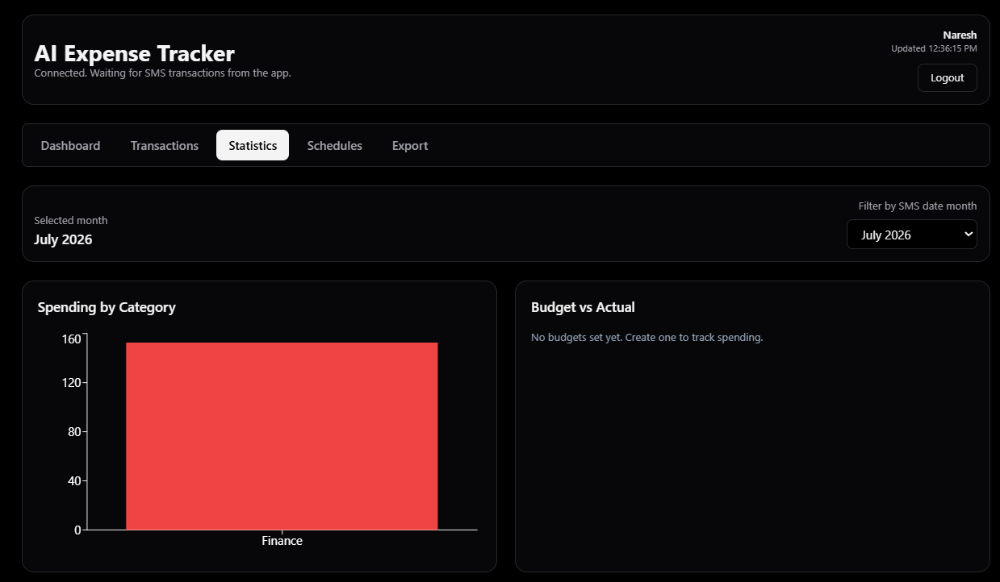 AI Expense Tracker
Connected. Waiting for SMS transactions from the app.
Naresh
Updated 12:36:15 PM
Logout
Dashboard
Transactions
Statistics
Schedules
Export
Selected month
July 2026
Filter by SMS date month
July 2026
Spending by Category
160
120
80
40
0
Finance
Budget vs Actual
No budgets set yet. Create one to track spending.